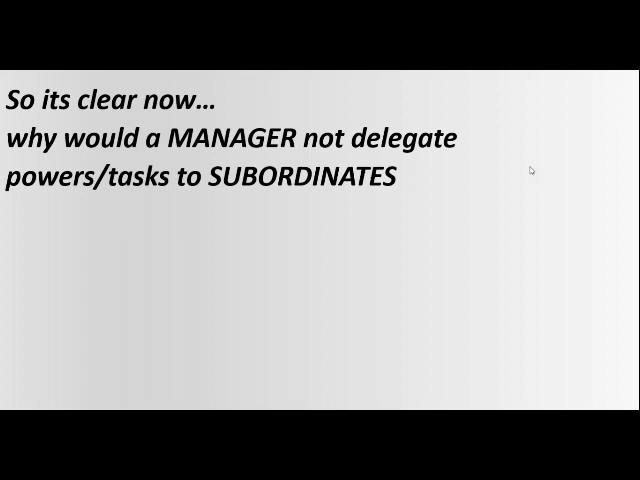 So its clear now...
why would a MANAGER not delegate
powers/tasks to SUBORDINATES